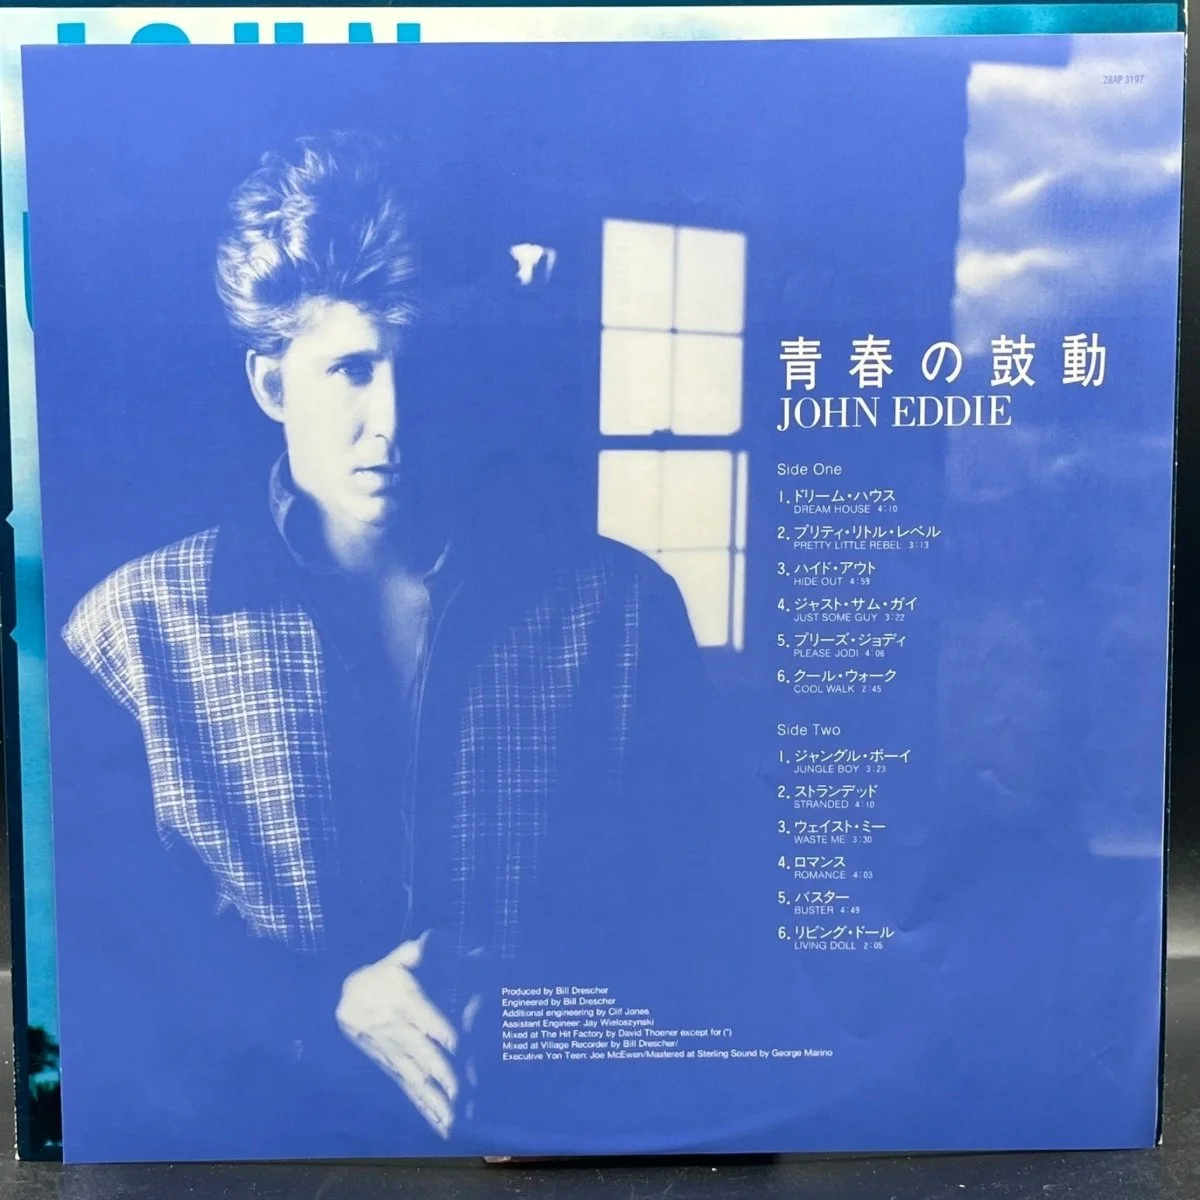 JOHN
28AP 3197
青春の鼓動
JOHN EDDIE
Side One
1. ドリーム・ハウス
DREAM HOUSE 4:10
2. プリティ・リトル・レベル
PRETTY LITTLE REBEL 3:13
3. ハイド・アウト
HIDE OUT 4:59
4. ジャスト・サム・ガイ
JUST SOME GUY 3:22
5. プリーズ・ジョディ
PLEASE JODI 4:06
6. クール・ウォーク
COOL WALK 2:45
Side Two
1. ジャングル・ボーイ
JUNGLE BOY 3:23
2. ストランデッド
STRANDED 4:10
3. ウェイスト・ミー
WASTE ME 3:30
4. ロマンス
ROMANCE 4:03
5. バスター
BUSTER 4:49
6. リビング・ドール
LIVING DOLL 2:05
Produced by Bill Drescher
Engineered by Bill Drescher
Additional engineering by Clif Jones
Assistant Engineer: Jay Wieloszynski
Mixed at The Hit Factory by David Thoener except for (*)
Mixed at Village Recorder by Bill Drescher/
Executive Yon Teen: Joe McEwen/Mastered at Sterling Sound by George Marino